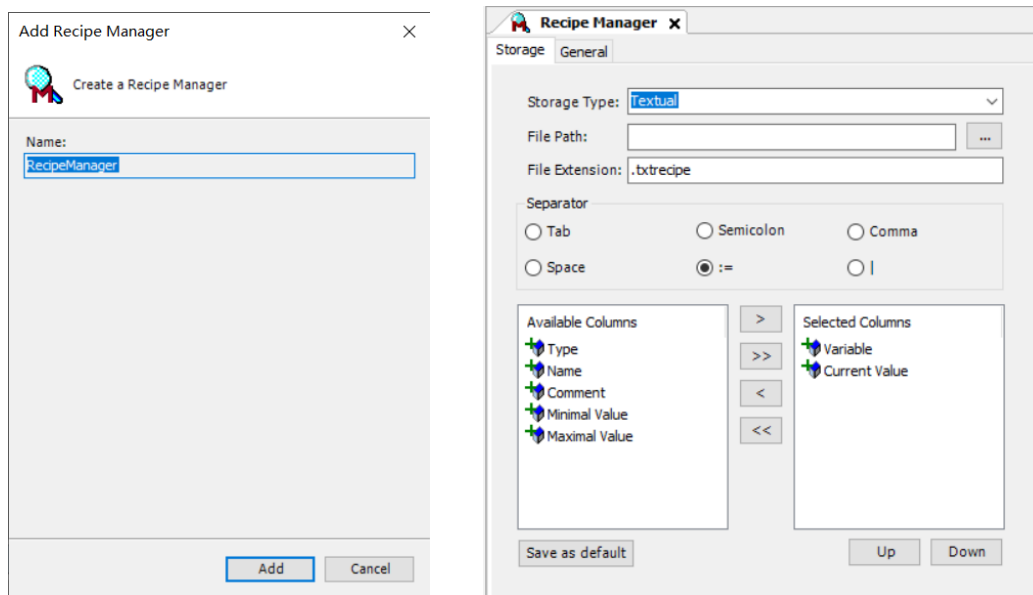 Add Recipe Manager
Create a Recipe Manager
Name:
RecipeManager
Add Cancel
Recipe Manager
Storage General
Storage Type: Textual
File Path: ...
File Extension: .txtrecipe
Separator
Tab Semicolon Comma
Space := |
Available Columns
Type
Name
Comment
Minimal Value
Maximal Value
>
>>
<
<<
Selected Columns
Variable
Current Value
Save as default Up Down